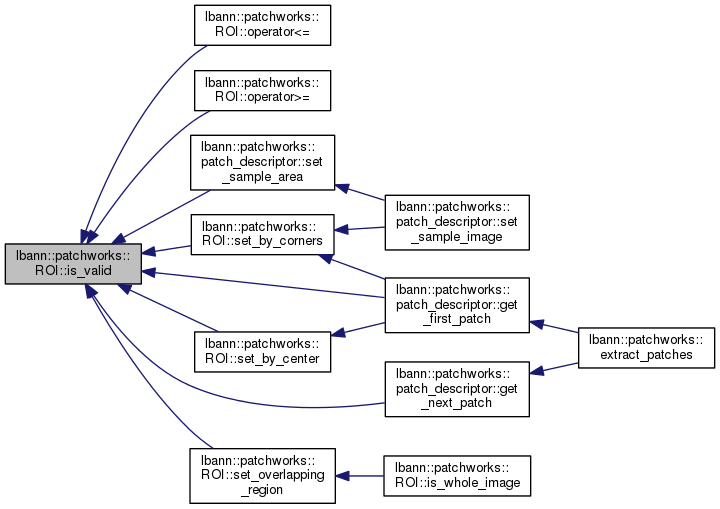 lbann::patchworks::
ROI::operator<=
lbann::patchworks::
ROI::operator>=
lbann::patchworks::
patch_descriptor::set
_sample_area
lbann::patchworks::
patch_descriptor::set
_sample_image
lbann::patchworks::
ROI::set_by_corners
lbann::patchworks::
ROI::is_valid
lbann::patchworks::
patch_descriptor::get
_first_patch
lbann::patchworks::
extract_patches
lbann::patchworks::
ROI::set_by_center
lbann::patchworks::
patch_descriptor::get
_next_patch
lbann::patchworks::
ROI::set_overlapping
_region
lbann::patchworks::
ROI::is_whole_image